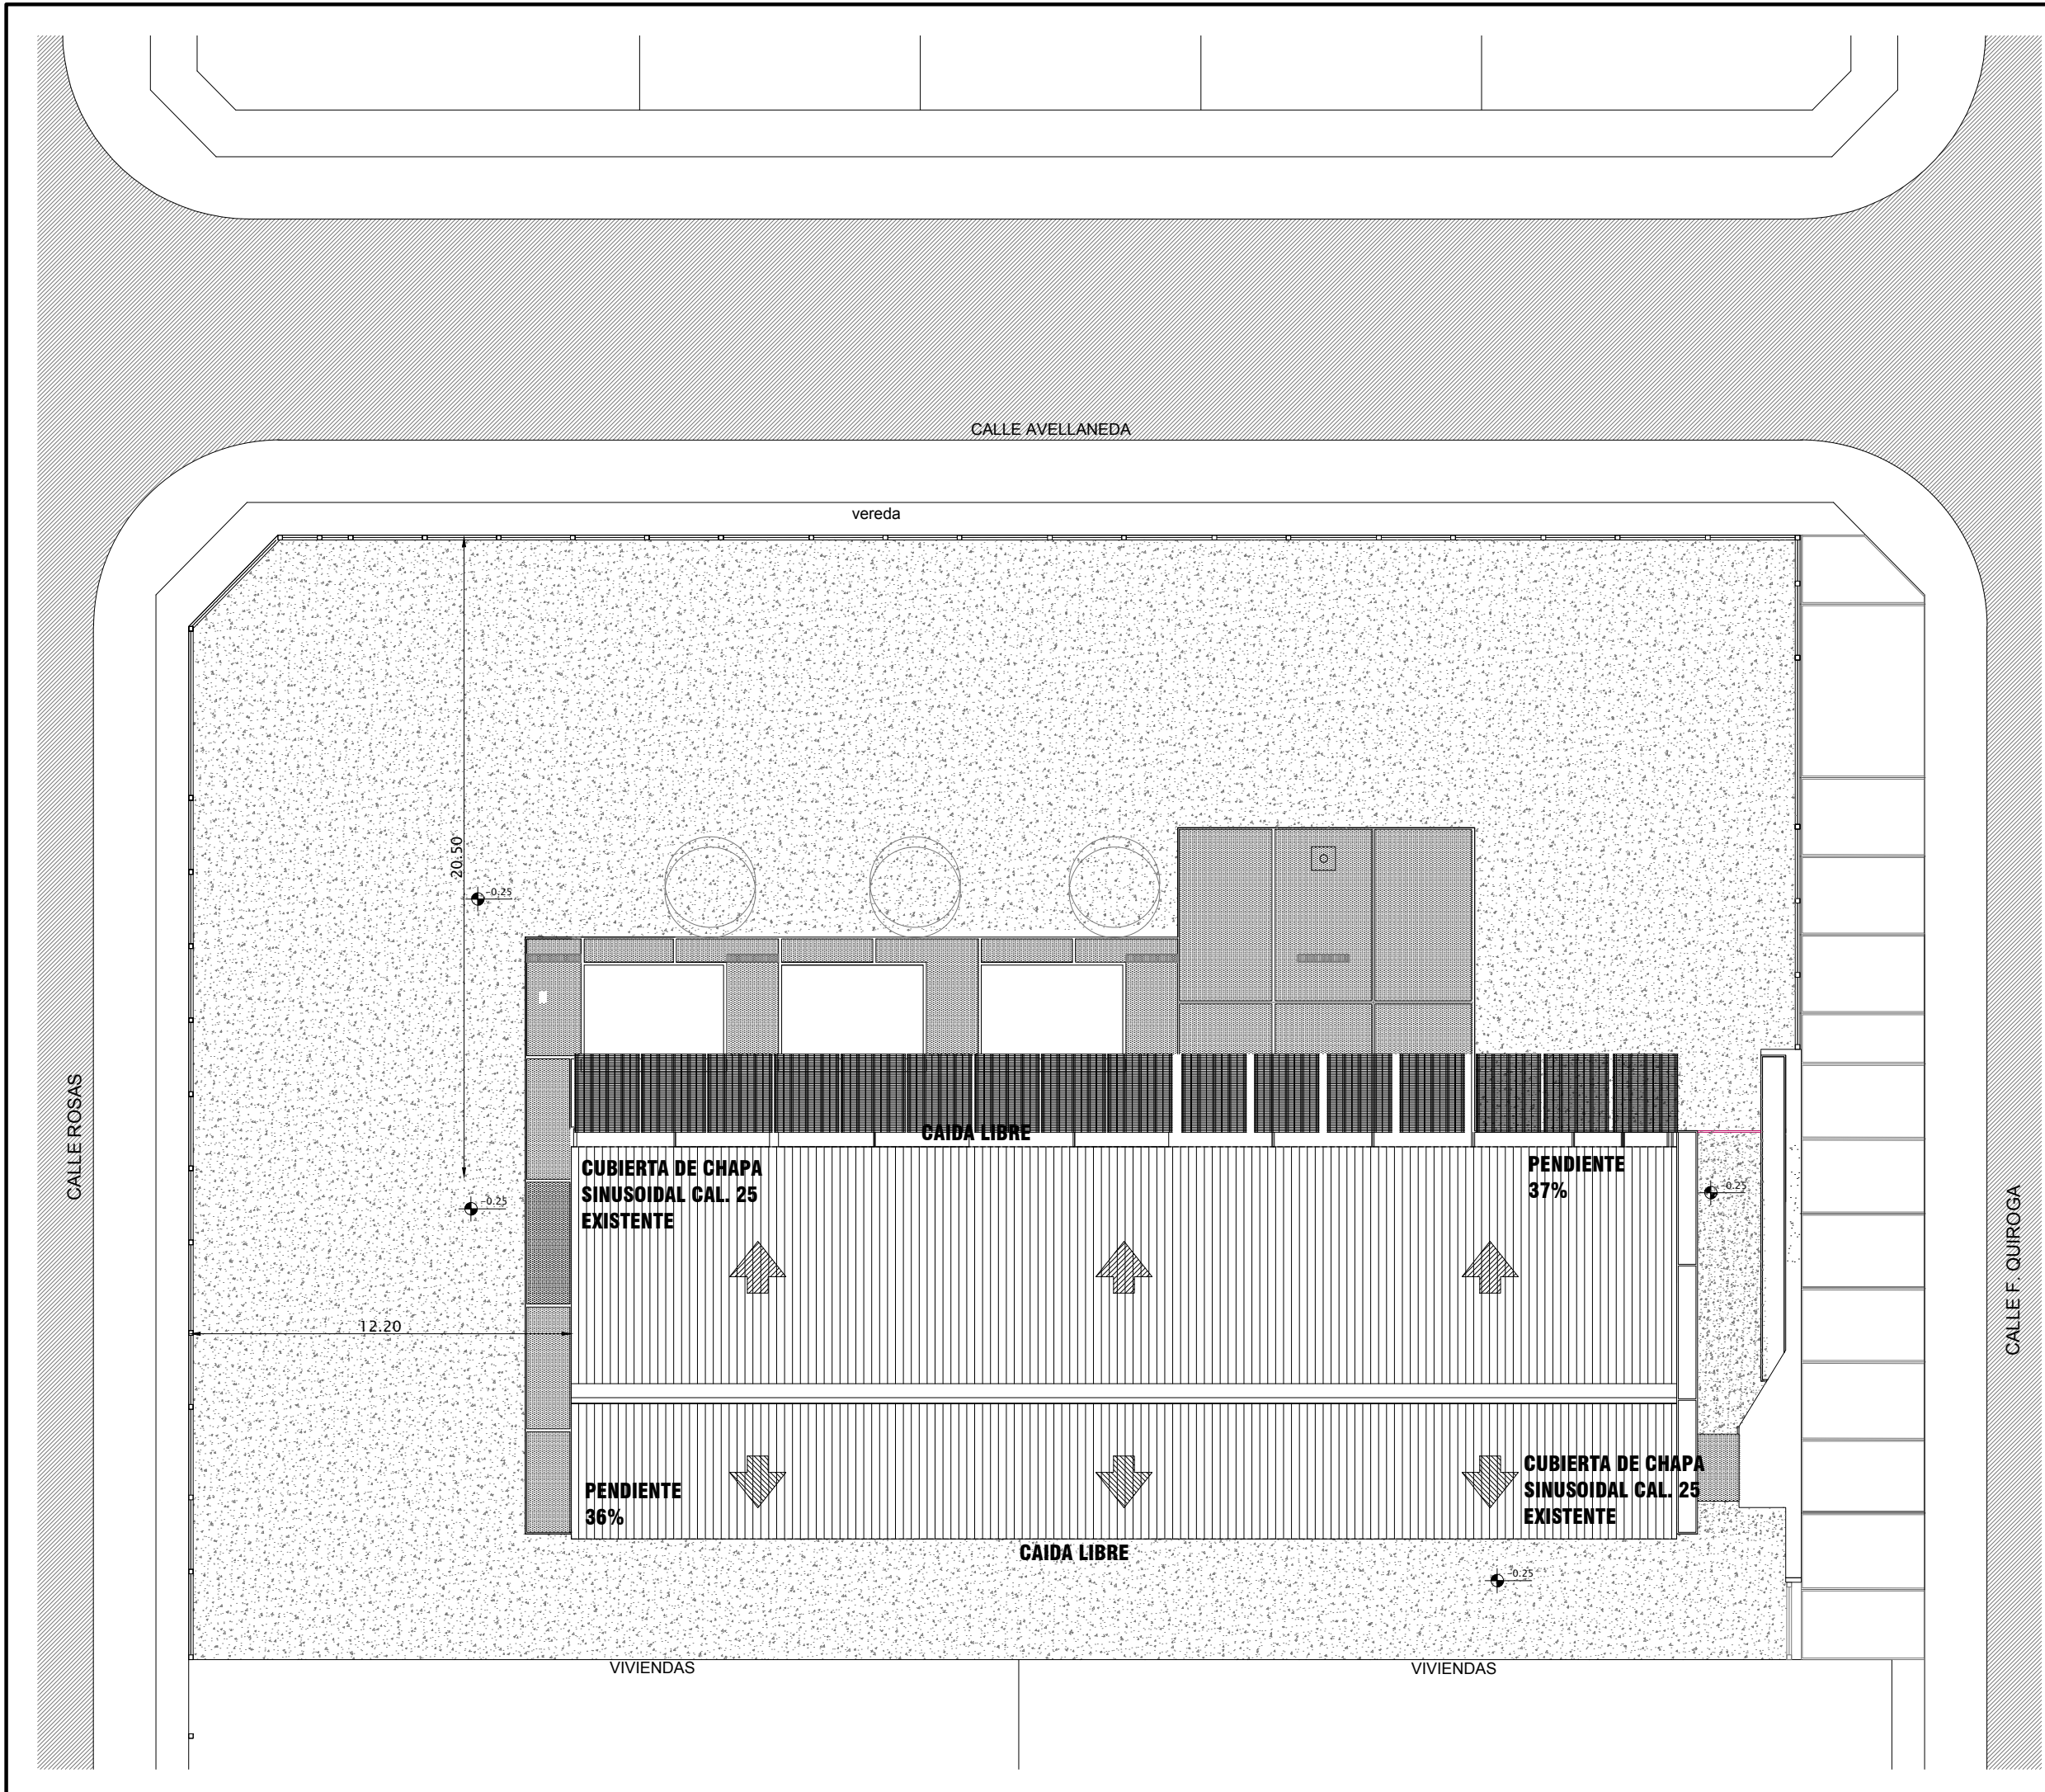 CALLE AVELLANEDA
vereda
20.50
-0.25
CALLE ROSAS
CAIDA LIBRE
CUBIERTA DE CHAPA
SINUSOIDAL CAL. 25
EXISTENTE
PENDIENTE
37%
-0.25
-0.25
CALLE F. QUIROGA
12.20
PENDIENTE
36%
CUBIERTA DE CHAPA
SINUSOIDAL CAL. 25
EXISTENTE
CAIDA LIBRE
-0.25
VIVIENDAS
VIVIENDAS